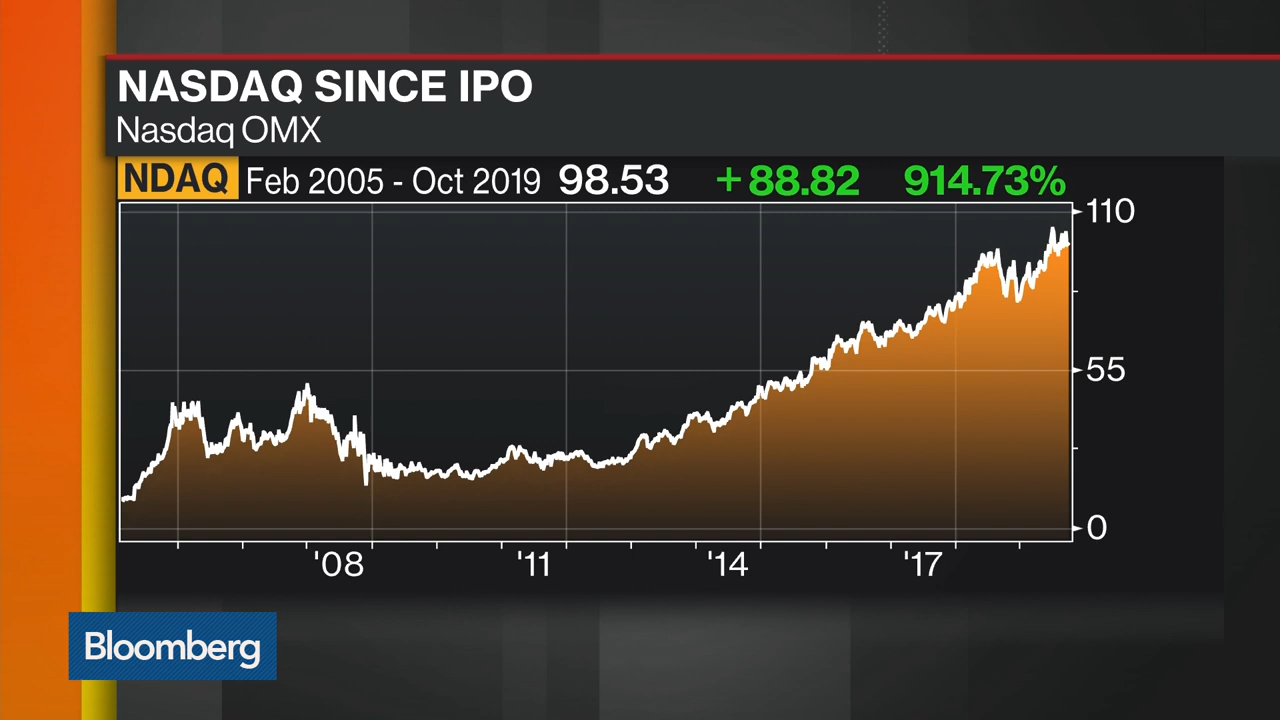 NASDAQ SINCE IPO
Nasdaq OMX
NDAQ Feb 2005 - Oct 2019 98.53 +88.82 914.73%
110
55
0
'08 '11 '14 '17
Bloomberg